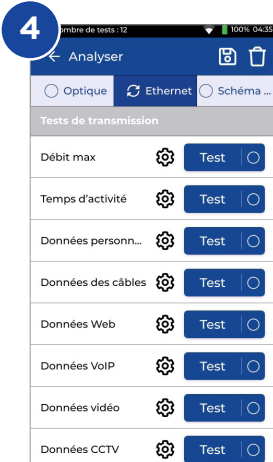 4
ombre de tests : 12 100% 04:35
← Analyser
Optique Ethernet Schéma ...
Tests de transmission
Débit max Test
Temps d'activité Test
Données personn... Test
Données des câbles Test
Données Web Test
Données VoIP Test
Données vidéo Test
Données CCTV Test